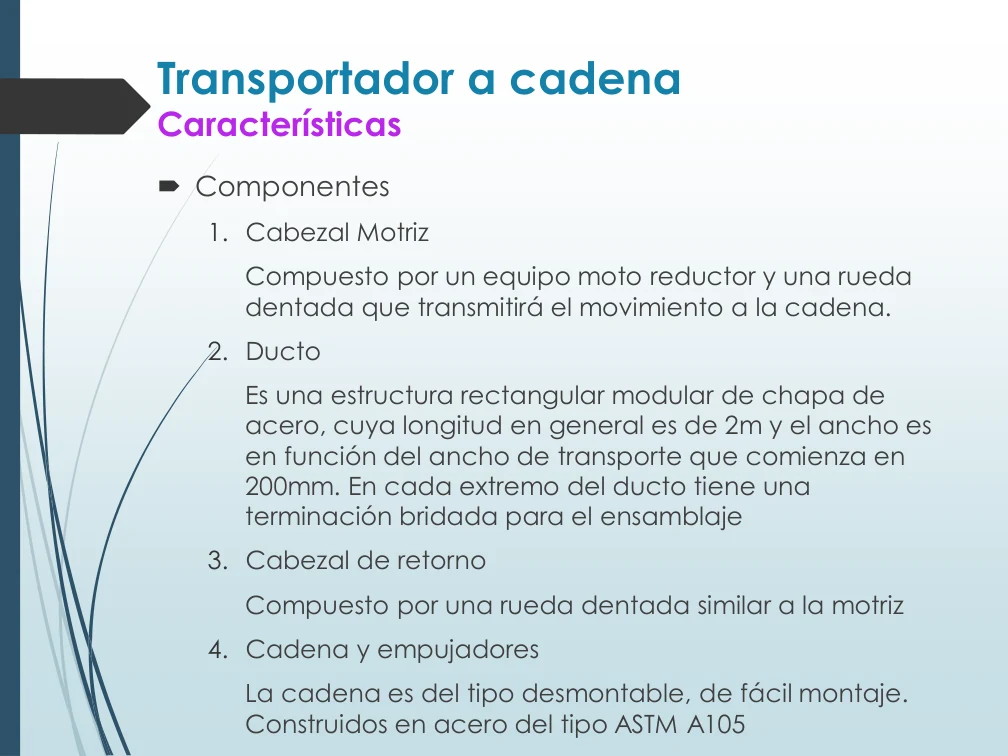 Transportador a cadena
Características
Componentes
1. Cabezal Motriz
Compuesto por un equipo moto reductor y una rueda
dentada que transmitirá el movimiento a la cadena.
2. Ducto
Es una estructura rectangular modular de chapa de
acero, cuya longitud en general es de 2m y el ancho es
en función del ancho de transporte que comienza en
200mm. En cada extremo del ducto tiene una
terminación bridada para el ensamblaje
3. Cabezal de retorno
Compuesto por una rueda dentada similar a la motriz
4. Cadena y empujadores
La cadena es del tipo desmontable, de fácil montaje.
Construidos en acero del tipo ASTM A105